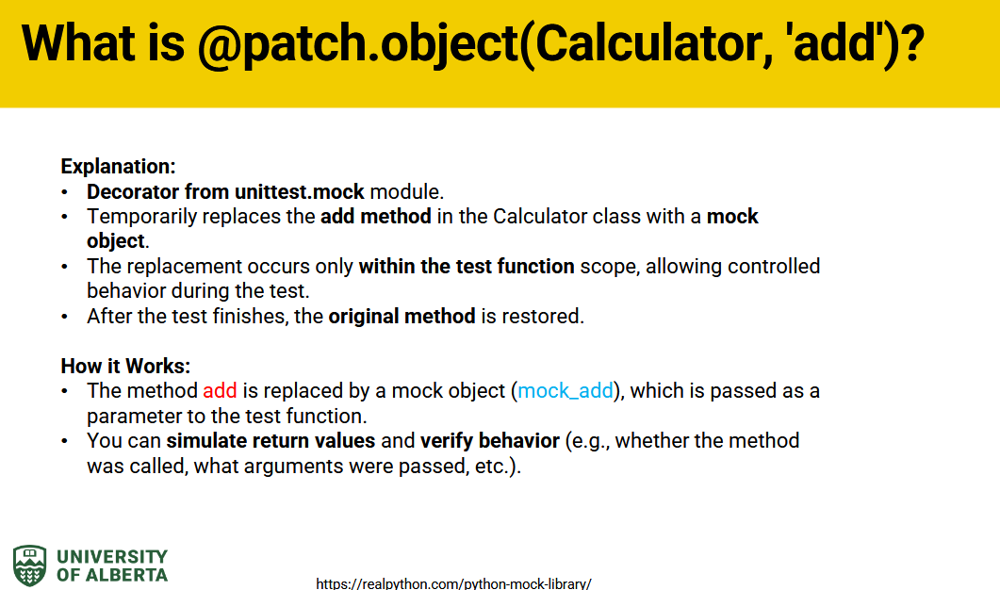 What is @patch.object(Calculator, 'add')?
Explanation:
• Decorator from unittest.mock module.
• Temporarily replaces the add method in the Calculator class with a mock
object.
• The replacement occurs only within the test function scope, allowing controlled
behavior during the test.
• After the test finishes, the original method is restored.
How it Works:
• The method add is replaced by a mock object (mock_add), which is passed as a
parameter to the test function.
• You can simulate return values and verify behavior (e.g., whether the method
was called, what arguments were passed, etc.).
UNIVERSITY
OF ALBERTA
https://realpython.com/python-mock-library/